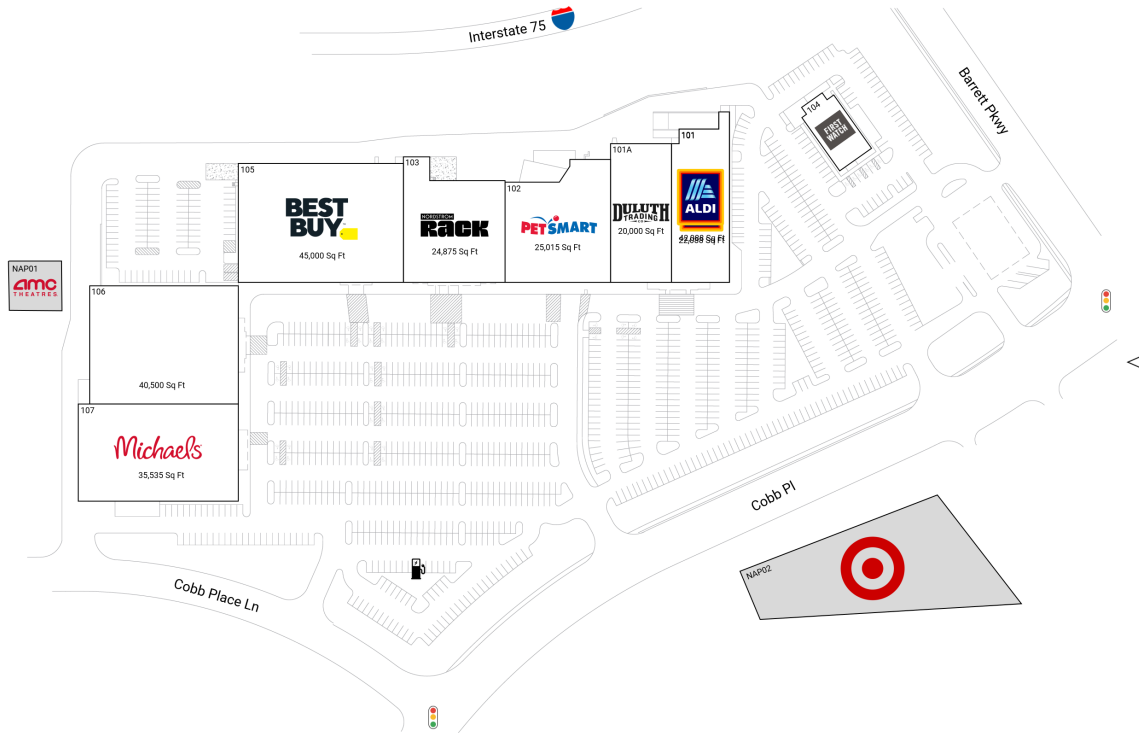 Interstate 75
Barrett Pkwy
104
FIRST
WATCH
101
ALDI
101A
DULUTH
TRADING
CO
20,000 Sq Ft
102
PETSMART
25,015 Sq Ft
103
NORDSTROM
Rack
24,875 Sq Ft
105
BEST
BUY
45,000 Sq Ft
NAP01
amc
THEATRES
106
40,500 Sq Ft
107
Michaels
35,535 Sq Ft
Cobb Pl
NAP02
Cobb Place Ln